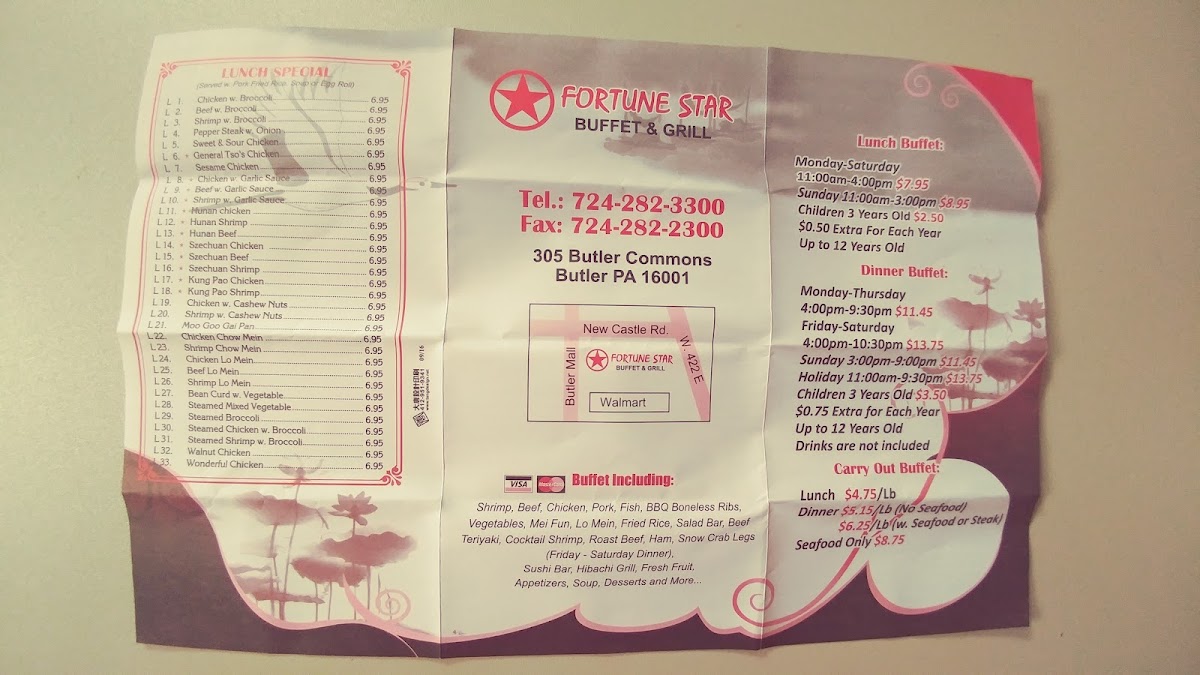 LUNCH SPECIAL
(Served w. Pork Fried Rice, Soup or Egg Roll)
L 1. Chicken w. Broccoli 6.95
L 2. Beef w. Broccoli 6.95
L 3. Shrimp w. Broccoli 6.95
L 4. Pepper Steak w. Onion 6.95
L 5. Sweet & Sour Chicken 6.95
L 6. * General Tso's Chicken 6.95
L 7. Sesame Chicken 6.95
L 8. * Chicken w. Garlic Sauce 6.95
L 9. * Beef w. Garlic Sauce 6.95
L 10. * Shrimp w. Garlic Sauce 6.95
L 11. * Hunan chicken 6.95
L 12. * Hunan Shrimp 6.95
L 13. * Hunan Beef 6.95
L 14. * Szechuan Chicken 6.95
L 15. * Szechuan Beef 6.95
L 16. * Szechuan Shrimp 6.95
L 17. * Kung Pao Chicken 6.95
L 18. * Kung Pao Shrimp 6.95
L 19. Chicken w. Cashew Nuts 6.95
L 20. Shrimp w. Cashew Nuts 6.95
L 21. Moo Goo Gai Pan 6.95
L 22. Chicken Chow Mein 6.95
L 23. Shrimp Chow Mein 6.95
L 24. Chicken Lo Mein 6.95
L 25. Beef Lo Mein 6.95
L 26. Shrimp Lo Mein 6.95
L 27. Bean Curd w. Vegetable 6.95
L 28. Steamed Mixed Vegetable 6.95
L 29. Steamed Broccoli 6.95
L 30. Steamed Chicken w. Broccoli 6.95
L 31. Steamed Shrimp w. Broccoli 6.95
L 32. Walnut Chicken 6.95
L 33. Wonderful Chicken 6.95
09/16
FORTUNE STAR
BUFFET & GRILL
Tel.: 724-282-3300
Fax: 724-282-2300
305 Butler Commons
Butler PA 16001
New Castle Rd.
W. 422 E
Butler Mall
FORTUNE STAR
BUFFET & GRILL
Walmart
VISA MasterCard Buffet Including:
Shrimp, Beef, Chicken, Pork, Fish, BBQ Boneless Ribs,
Vegetables, Mei Fun, Lo Mein, Fried Rice, Salad Bar, Beef
Teriyaki, Cocktail Shrimp, Roast Beef, Ham, Snow Crab Legs
(Friday - Saturday Dinner),
Sushi Bar, Hibachi Grill, Fresh Fruit.
Appetizers, Soup, Desserts and More...
Lunch Buffet:
Monday-Saturday
11:00am-4:00pm $7.95
Sunday 11:00am-3:00pm $8.95
Children 3 Years Old $2.50
$0.50 Extra For Each Year
Up to 12 Years Old
Dinner Buffet:
Monday-Thursday
4:00pm-9:30pm $11.45
Friday-Saturday
4:00pm-10:30pm $13.75
Sunday 3:00pm-9:00pm $11.45
Holiday 11:00am-9:30pm $13.75
Children 3 Years Old $3.50
$0.75 Extra for Each Year
Up to 12 Years Old
Drinks are not included
Carry Out Buffet:
Lunch $4.75/Lb
Dinner $5.15/Lb (No Seafood)
$6.25/Lb (w. Seafood or Steak)
Seafood Only $8.75